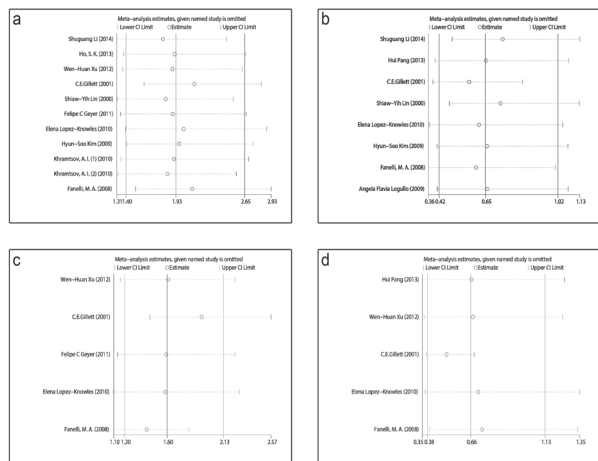 a
Meta-analysis estimates, given named study is omitted
| Lower CI Limit ○ Estimate | Upper CI Limit
Shuguang Li (2014)
Ho, S. K. (2013)
Wen-Huan Xu (2012)
C.E.Gillett (2001)
Shiaw-Yih Lin (2000)
Felipe C Geyer (2011)
Elena Lopez-Knowles (2010)
Hyun-Soo Kim (2009)
Khramtsov, A. I. (1) (2010)
Khramtsov, A. I. (2) (2010)
Fanelli, M. A. (2008)
1.31 1.40 1.93 2.65 2.93
b
Meta-analysis estimates, given named study is omitted
| Lower CI Limit ○ Estimate | Upper CI Limit
Shuguang Li (2014)
Hui Pang (2013)
C.E.Gillett (2001)
Shiaw-Yih Lin (2000)
Elena Lopez-Knowles (2010)
Hyun-Soo Kim (2009)
Fanelli, M. A. (2008)
Angela Flavia Logullo (2009)
0.36 0.42 0.65 1.02 1.13
c
Meta-analysis estimates, given named study is omitted
| Lower CI Limit ○ Estimate | Upper CI Limit
Wen-Huan Xu (2012)
C.E.Gillett (2001)
Felipe C Geyer (2011)
Elena Lopez-Knowles (2010)
Fanelli, M. A. (2008)
1.10 1.20 1.60 2.13 2.57
d
Meta-analysis estimates, given named study is omitted
| Lower CI Limit ○ Estimate | Upper CI Limit
Hui Pang (2013)
Wen-Huan Xu (2012)
C.E.Gillett (2001)
Elena Lopez-Knowles (2010)
Fanelli, M. A. (2008)
0.35 0.38 0.66 1.13 1.35